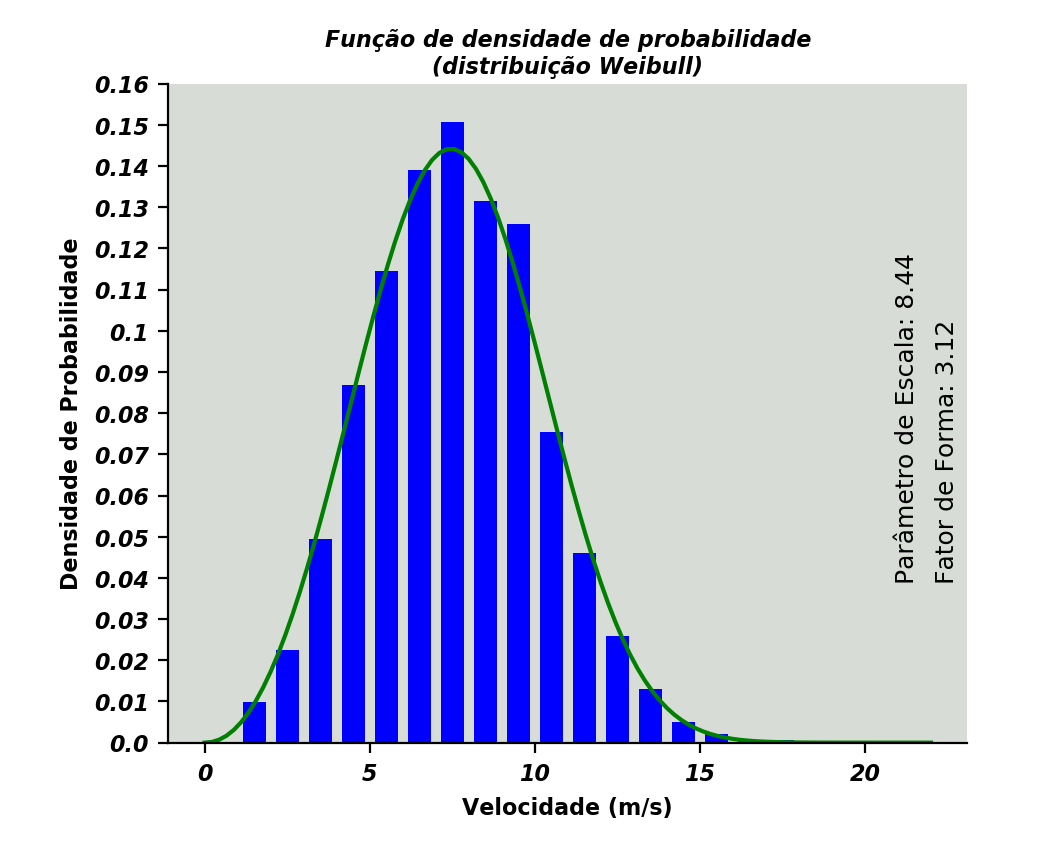 Função de densidade de probabilidade
(distribuição Weibull)
0.16
0.15
0.14
0.13
0.12
0.11
0.1
0.09
0.08
0.07
0.06
0.05
0.04
0.03
0.02
0.01
0.0
Densidade de Probabilidade
0 5 10 15 20
Velocidade (m/s)
Parâmetro de Escala: 8.44
Fator de Forma: 3.12